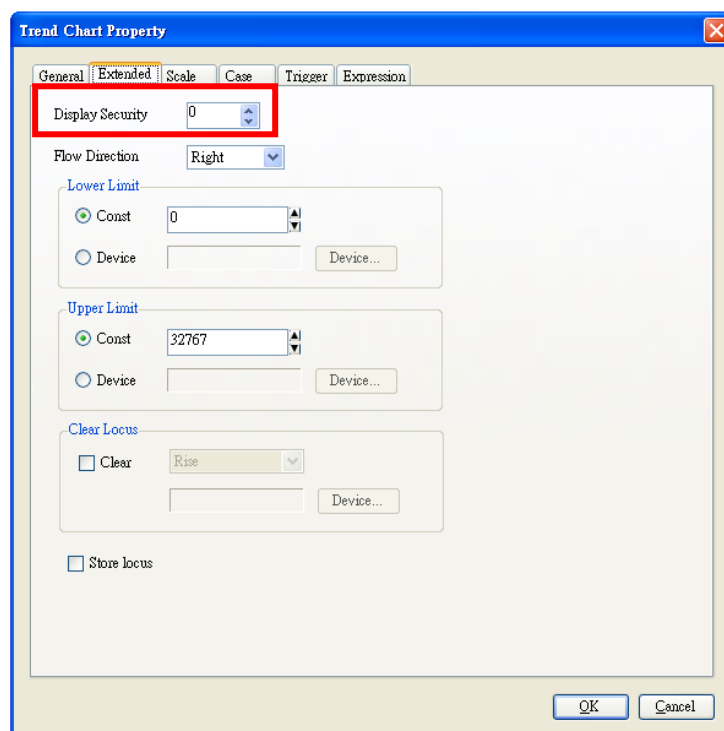 Trend Chart Property
General Extended Scale Case Trigger Expression
Display Security 0
Flow Direction Right
Lower Limit
Const 0
Device Device...
Upper Limit
Const 32767
Device Device...
Clear Locus
Clear Rise
Device...
Store locus
OK Cancel